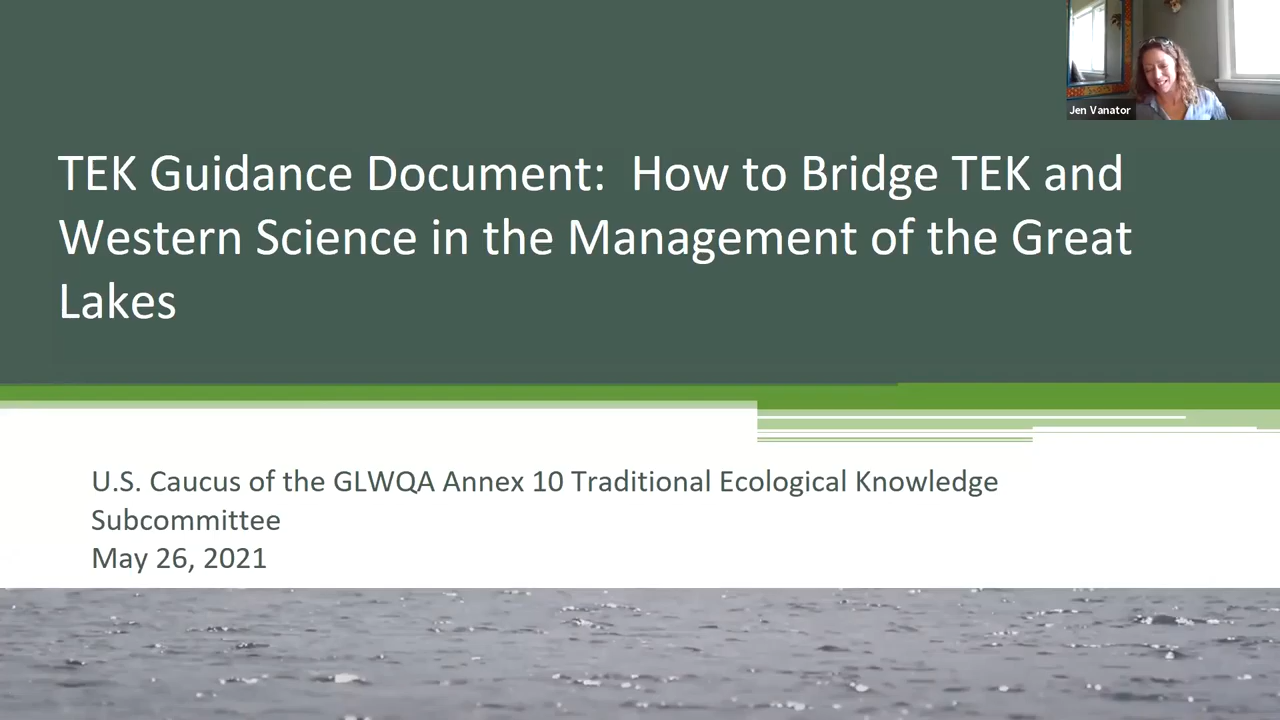 Jen Vanator
TEK Guidance Document:  How to Bridge TEK and
Western Science in the Management of the Great
Lakes
U.S. Caucus of the GLWQA Annex 10 Traditional Ecological Knowledge
Subcommittee
May 26, 2021